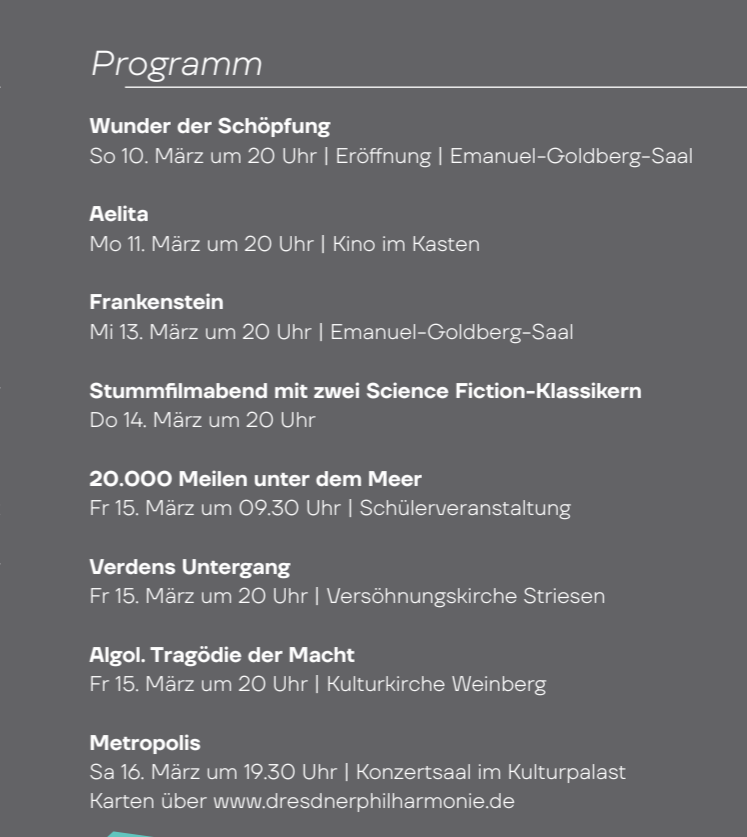 Programm
Wunder der Schöpfung
So 10. März um 20 Uhr | Eröffnung | Emanuel-Goldberg-Saal
Aelita
Mo 11. März um 20 Uhr | Kino im Kasten
Frankenstein
Mi 13. März um 20 Uhr | Emanuel-Goldberg-Saal
Stummfilmabend mit zwei Science Fiction-Klassikern
Do 14. März um 20 Uhr
20.000 Meilen unter dem Meer
Fr 15. März um 09.30 Uhr | Schülerveranstaltung
Verdens Untergang
Fr 15. März um 20 Uhr | Versöhnungskirche Striesen
Algol. Tragödie der Macht
Fr 15. März um 20 Uhr | Kulturkirche Weinberg
Metropolis
Sa 16. März um 19.30 Uhr | Konzertsaal im Kulturpalast
Karten über www.dresdnerphilharmonie.de